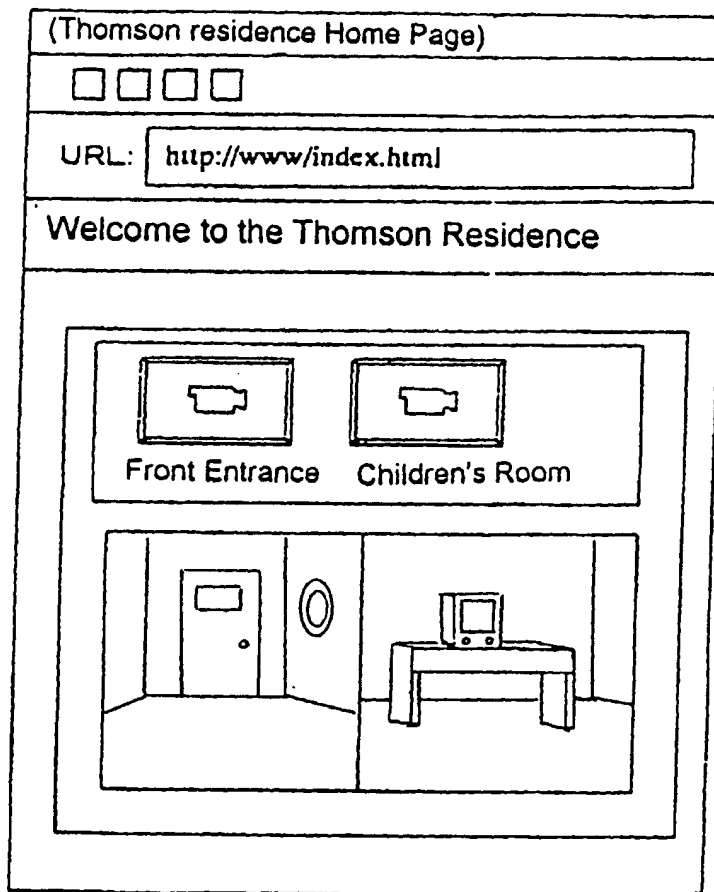 (Thomson residence Home Page)
URL: http://www/index.html
Welcome to the Thomson Residence
Front Entrance Children's Room